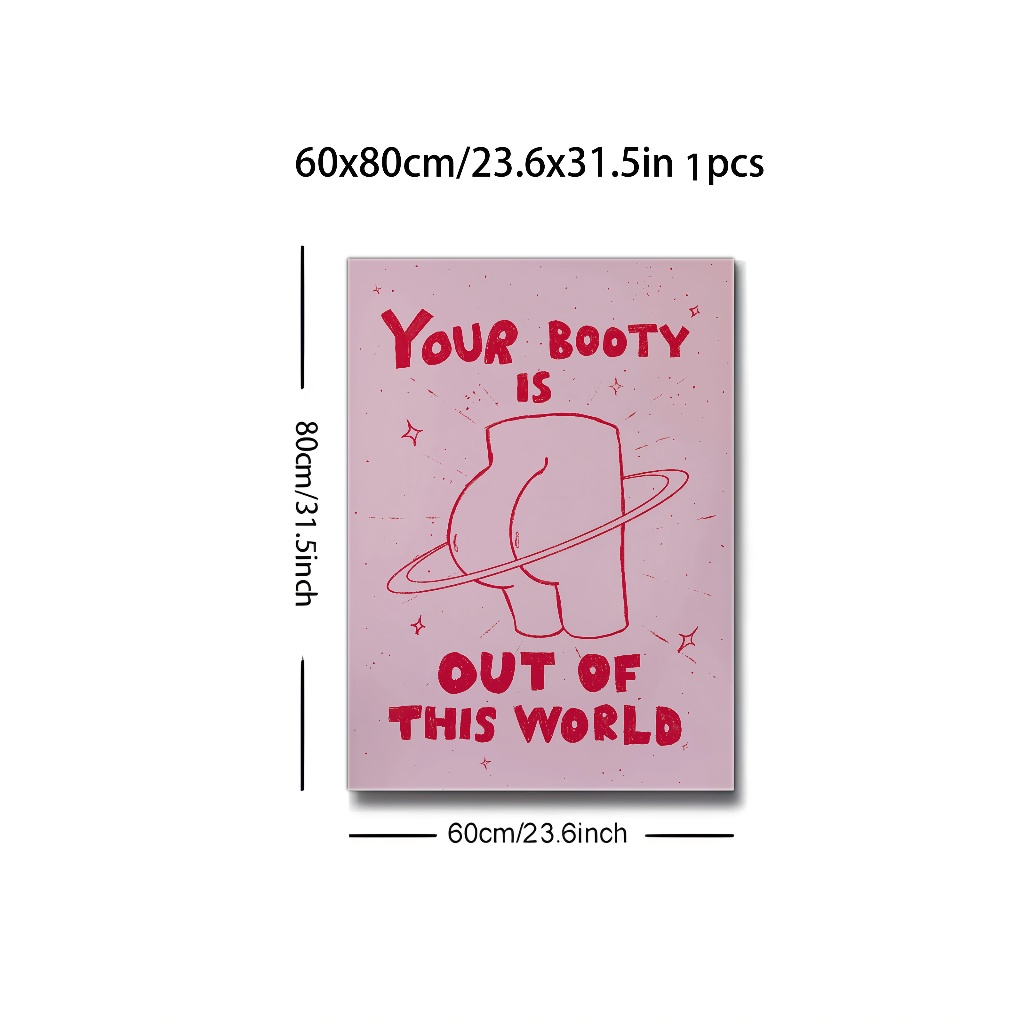 60x80cm/23.6x31.5in 1pcs
YOUR BOOTY
IS
OUT OF
THIS WORLD
80cm/31.5inch
60cm/23.6inch